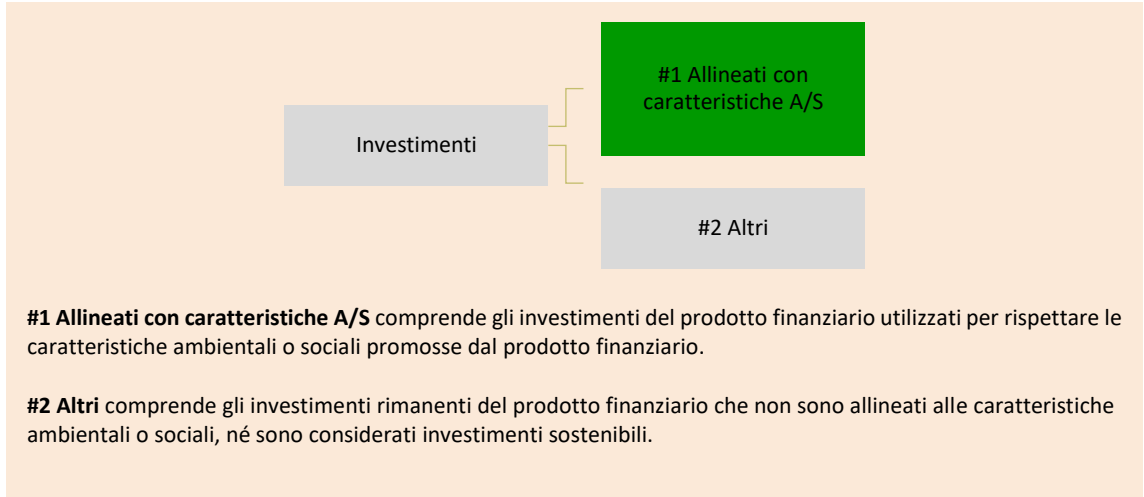 #1 Allineati con
caratteristiche A/S
Investimenti
#2 Altri
#1 Allineati con caratteristiche A/S comprende gli investimenti del prodotto finanziario utilizzati per rispettare le
caratteristiche ambientali o sociali promosse dal prodotto finanziario.
#2 Altri comprende gli investimenti rimanenti del prodotto finanziario che non sono allineati alle caratteristiche
ambientali o sociali, né sono considerati investimenti sostenibili.